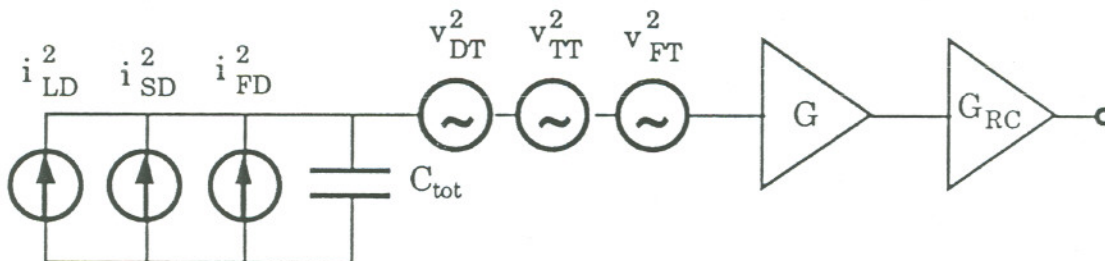 i²LD i²SD i²FD v²DT v²TT v²FT
~ ~ ~ G GRC
Ctot